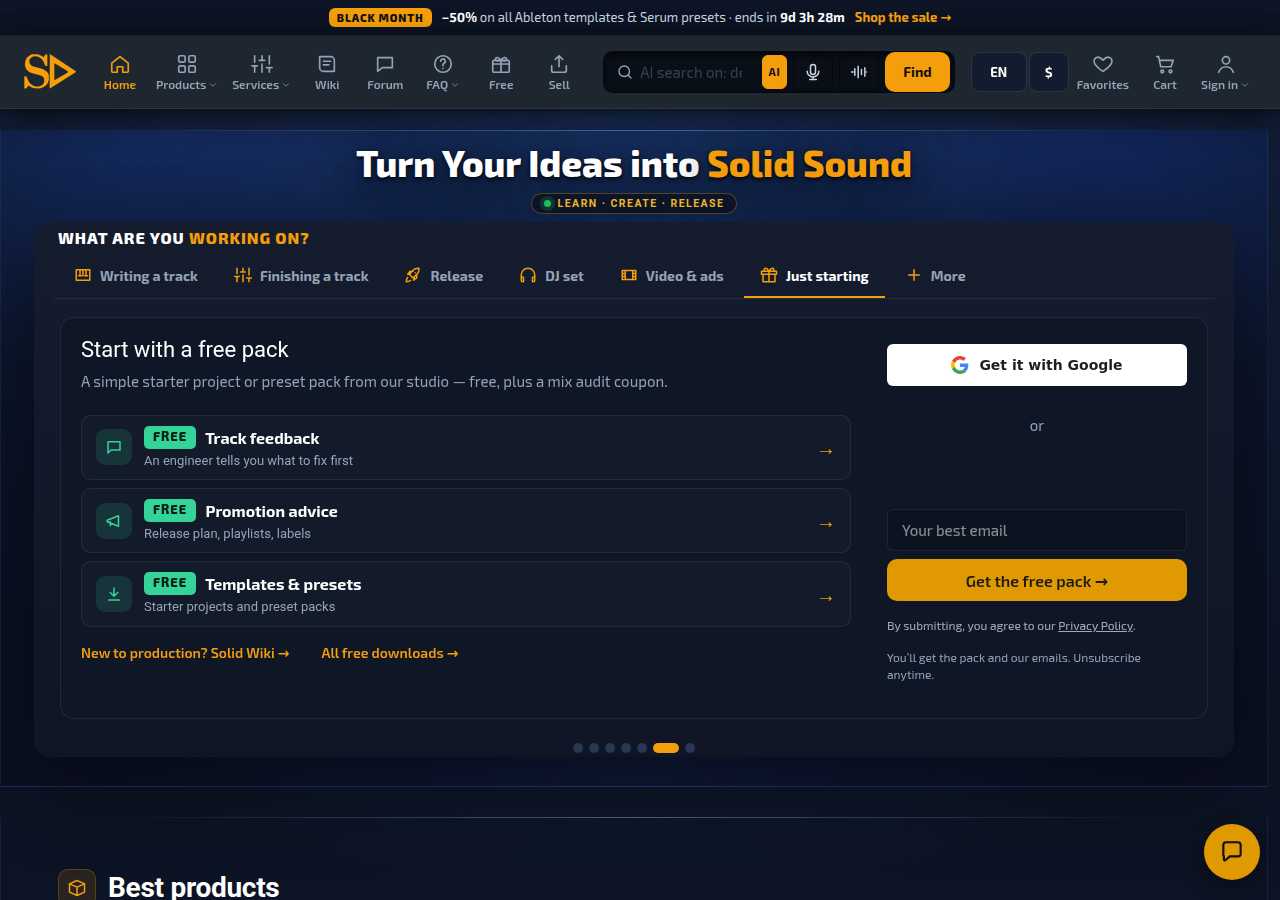 BLACK MONTH −50% on all Ableton templates & Serum presets · ends in 9d 3h 28m Shop the sale →
SD
Home
Products
Services
Wiki
Forum
FAQ
Free
Sell
AI search on: dr
AI
Find
EN
$
Favorites
Cart
Sign in
Turn Your Ideas into Solid Sound
LEARN · CREATE · RELEASE
WHAT ARE YOU WORKING ON?
Writing a track
Finishing a track
Release
DJ set
Video & ads
Just starting
More
Start with a free pack
A simple starter project or preset pack from our studio — free, plus a mix audit coupon.
FREE Track feedback
An engineer tells you what to fix first
→
FREE Promotion advice
Release plan, playlists, labels
→
FREE Templates & presets
Starter projects and preset packs
→
New to production? Solid Wiki →
All free downloads →
Get it with Google
or
Your best email
Get the free pack →
By submitting, you agree to our Privacy Policy.
You'll get the pack and our emails. Unsubscribe
anytime.
Best products